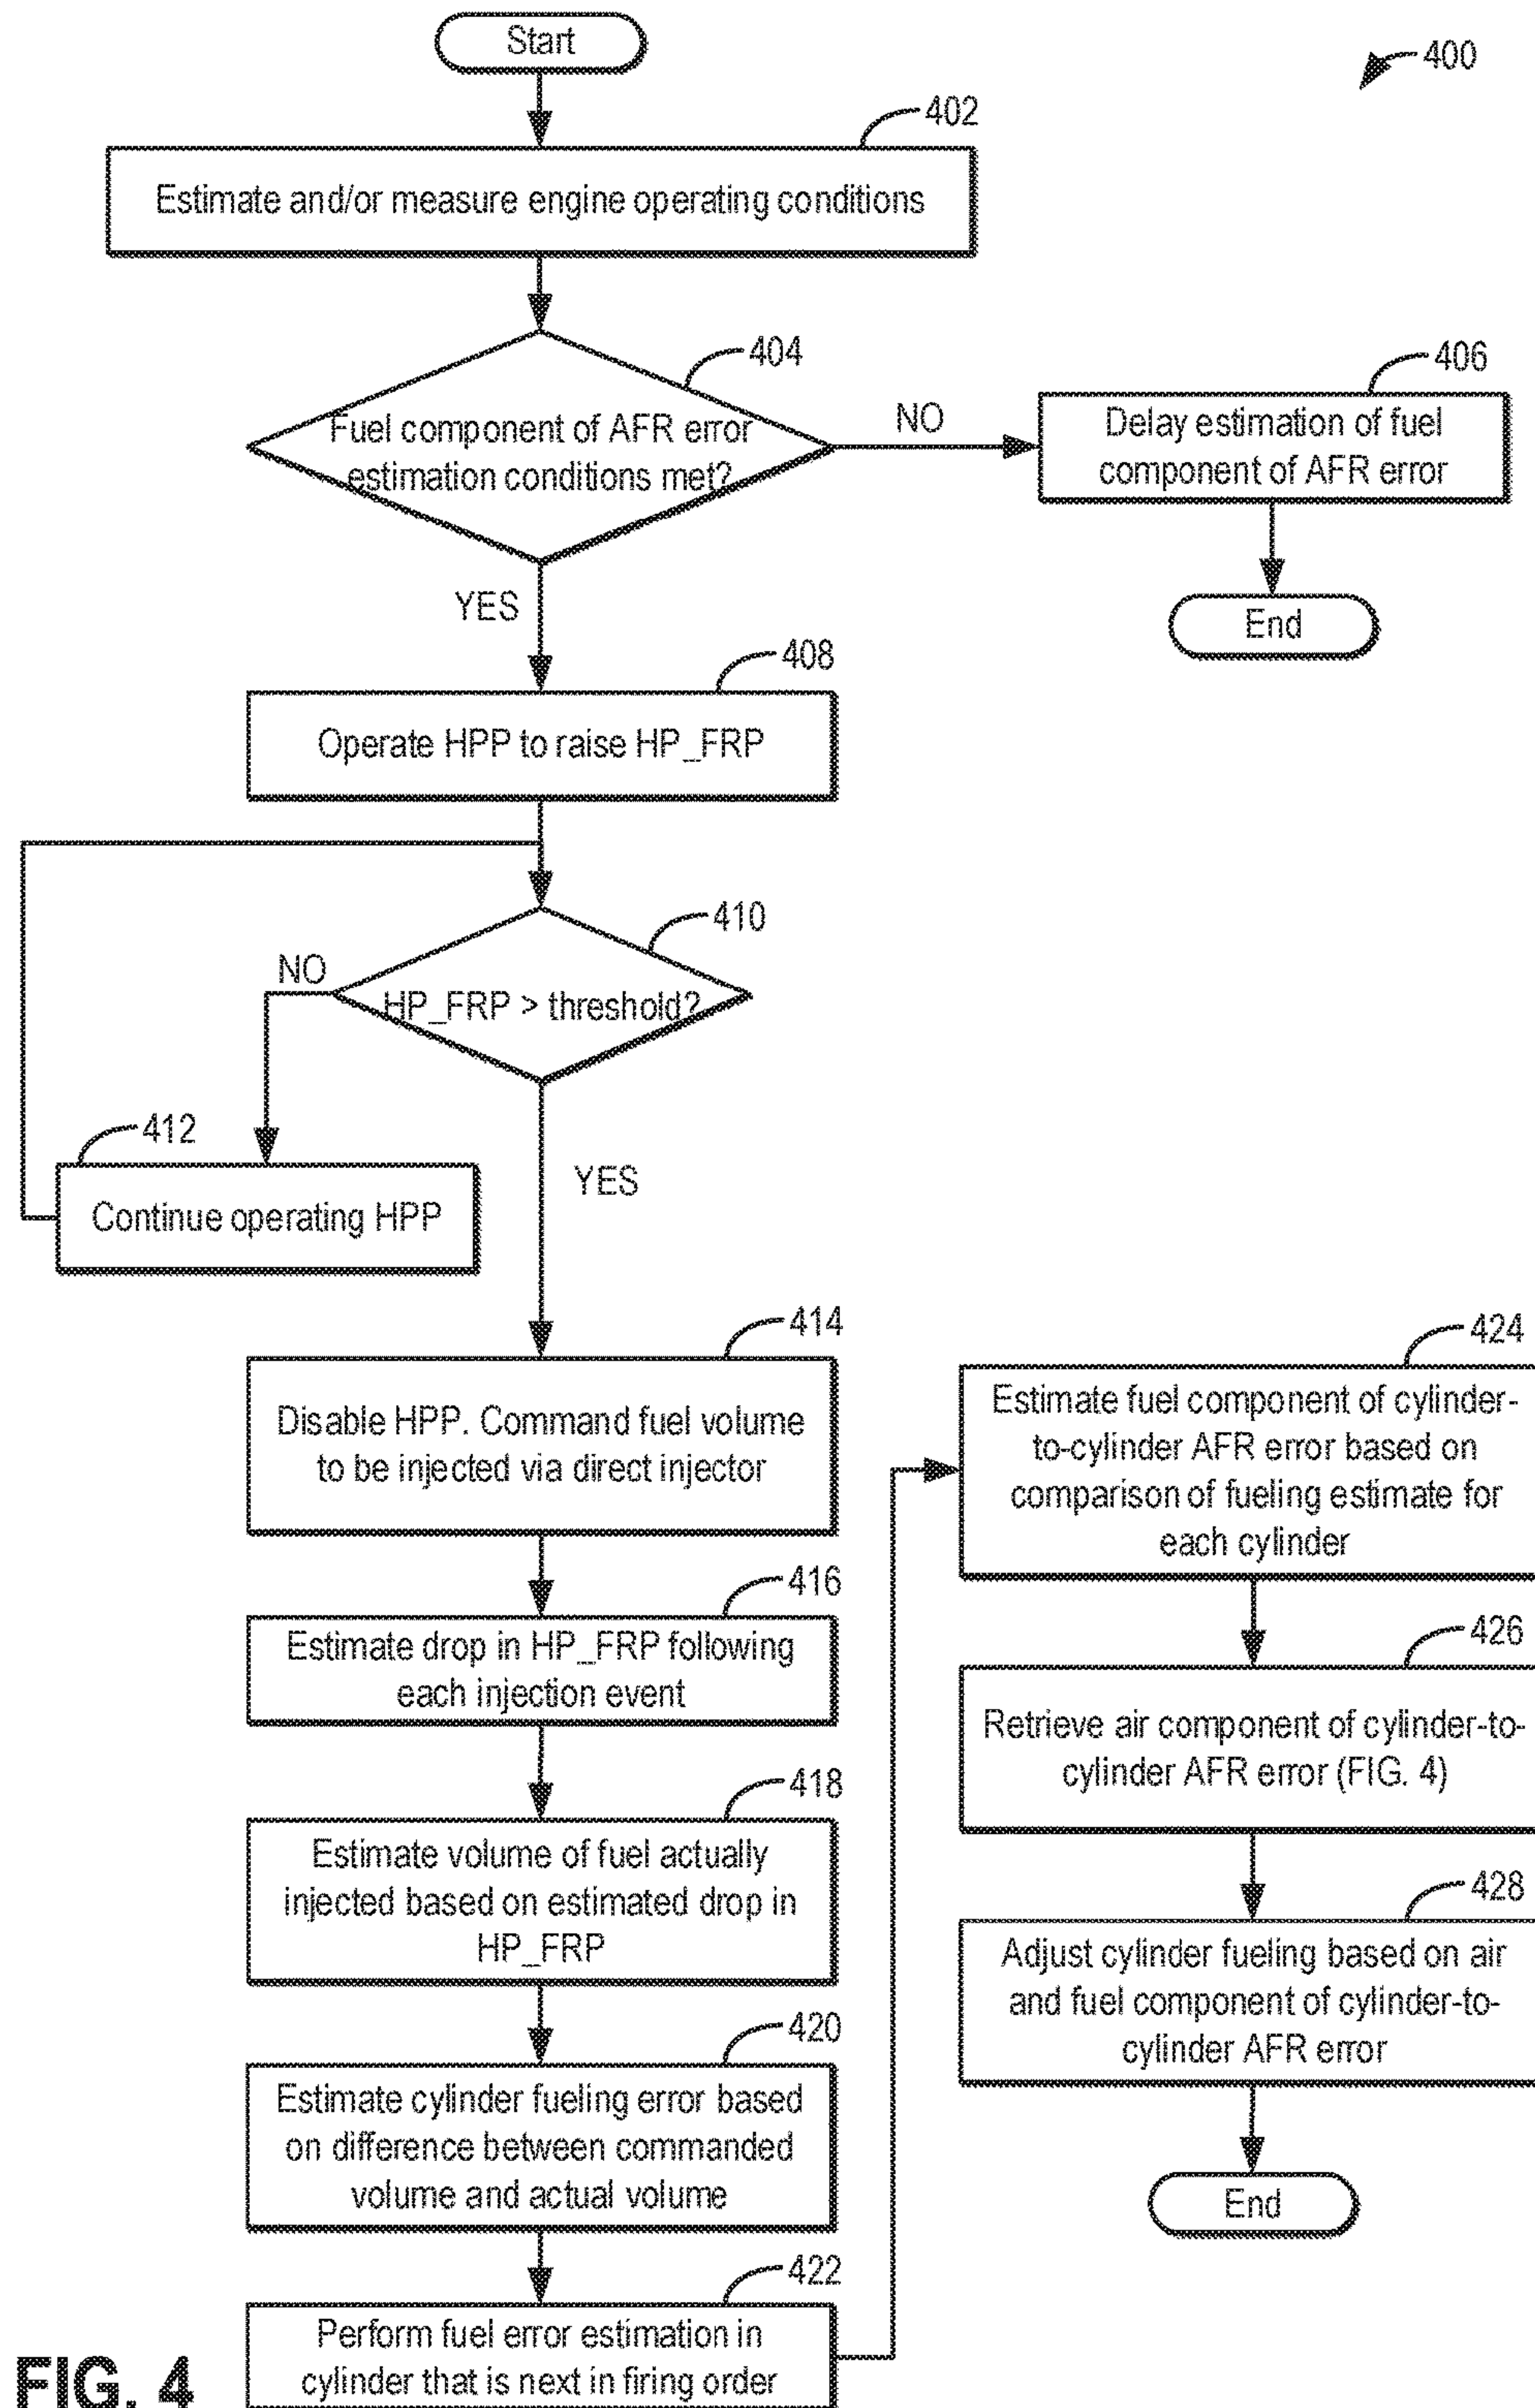 Start
400
402
Estimate and/or measure engine operating conditions
404
Fuel component of AFR error
estimation conditions met?
NO
406
Delay estimation of fuel
component of AFR error
End
YES
408
Operate HPP to raise HP_FRP
410
HP_FRP > threshold?
NO
412
Continue operating HPP
YES
414
Disable HPP. Command fuel volume
to be injected via direct injector
416
Estimate drop in HP_FRP following
each injection event
418
Estimate volume of fuel actually
injected based on estimated drop in
HP_FRP
420
Estimate cylinder fueling error based
on difference between commanded
volume and actual volume
422
Perform fuel error estimation in
cylinder that is next in firing order
424
Estimate fuel component of cylinder-
to-cylinder AFR error based on
comparison of fueling estimate for
each cylinder
426
Retrieve air component of cylinder-to-
cylinder AFR error (FIG. 4)
428
Adjust cylinder fueling based on air
and fuel component of cylinder-to-
cylinder AFR error
End
FIG. 4